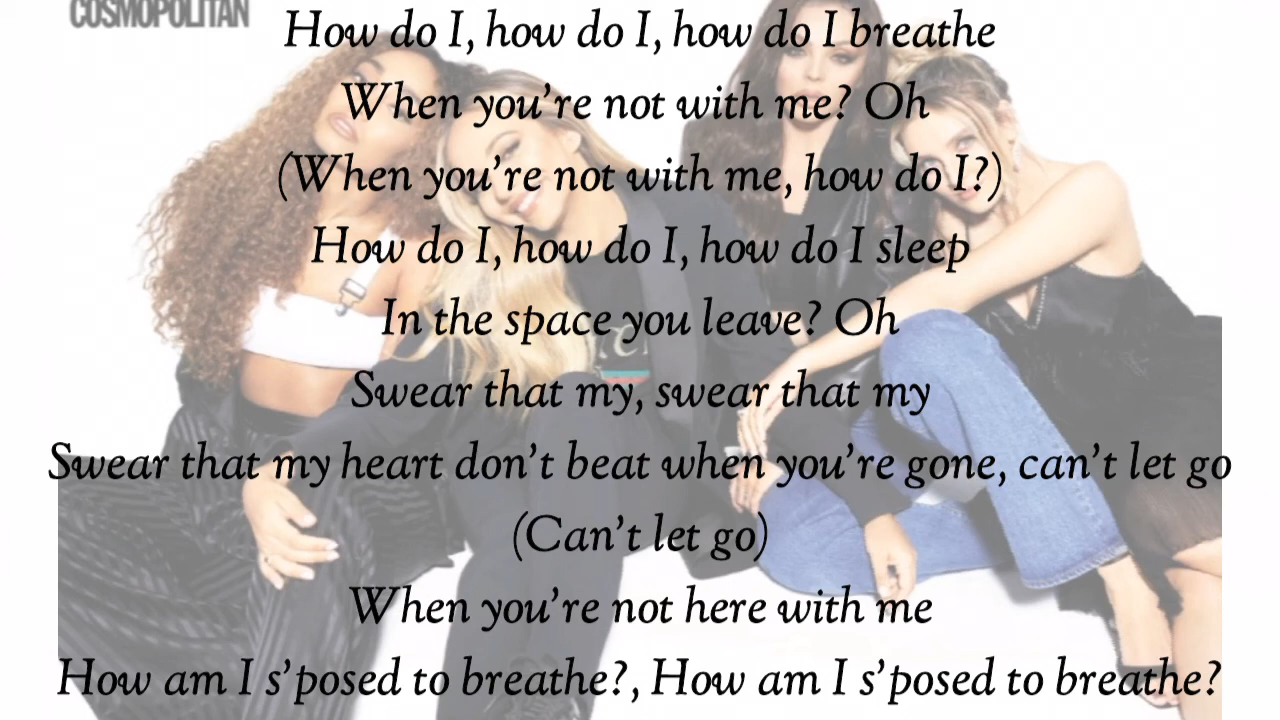 COSMOPOLITAN
How do I, how do I, how do I breathe
When you're not with me? Oh
(When you're not with me, how do I?)
How do I, how do I, how do I sleep
In the space you leave? Oh
Swear that my, swear that my
Swear that my heart don't beat when you're gone, can't let go
(Can't let go)
When you're not here with me
How am I s'posed to breathe?, How am I s'posed to breathe?